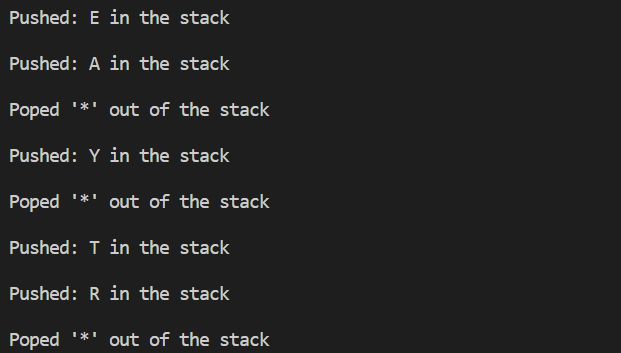 Pushed: E in the stack
Pushed: A in the stack
Poped '*' out of the stack
Pushed: Y in the stack
Poped '*' out of the stack
Pushed: T in the stack
Pushed: R in the stack
Poped '*' out of the stack